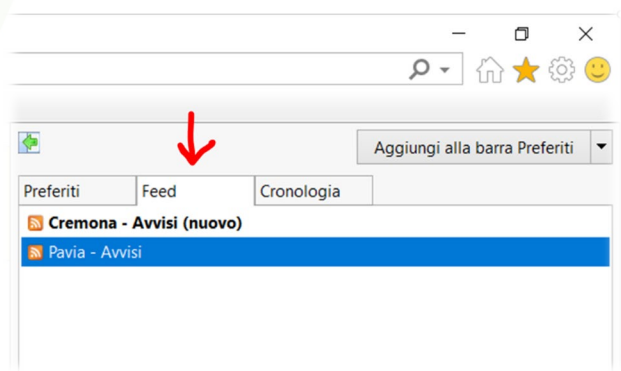 Aggiungi alla barra Preferiti
Preferiti Feed Cronologia
Cremona - Avvisi (nuovo)
Pavia - Avvisi